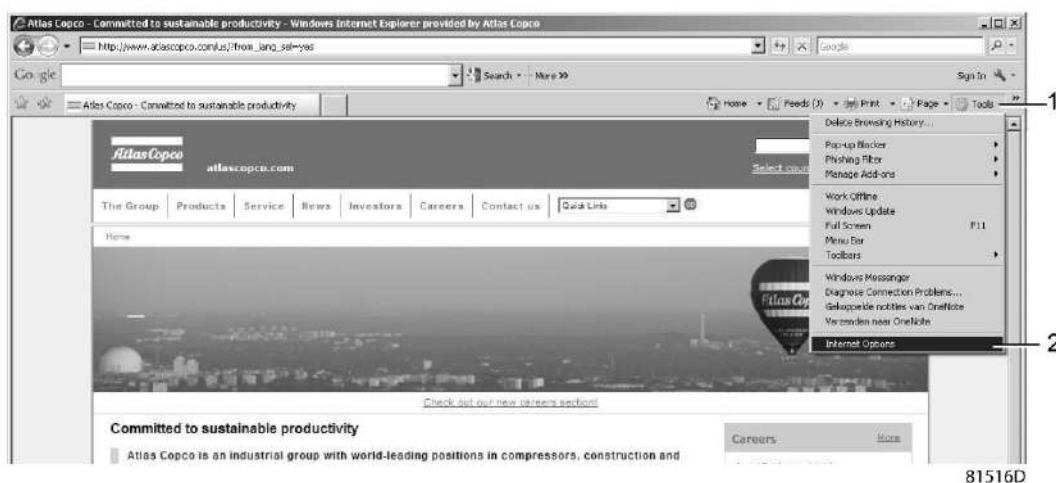 Atlas Copco - Committed to sustainable productivity - Windows Internet Explorer provided by Atlas Copco
http://www.atlascopco.com/us/?from_lang_sel=yes
Google
Google Search More >> Sign In
Atlas Copco - Committed to sustainable productivity Home Feeds (J) Print Page Tools » 1
Delete Browsing History...
Pop-up Blocker
Phishing Filter
Manage Add-ons
Work Offline
Windows Update
Full Screen F11
Menu Bar
Toolbars
Windows Messenger
Diagnose Connection Problems...
Gekoppelde notities van OneNote
Verzenden naar OneNote
Internet Options 2
Atlas Copco
atlascopco.com
Select coun
The Group Products Service News Investors Careers Contact us Quick Links GO
Home
Atlas Cop
Check out our new careers section!
Committed to sustainable productivity
Careers More
Atlas Copco is an industrial group with world-leading positions in compressors, construction and
81516D